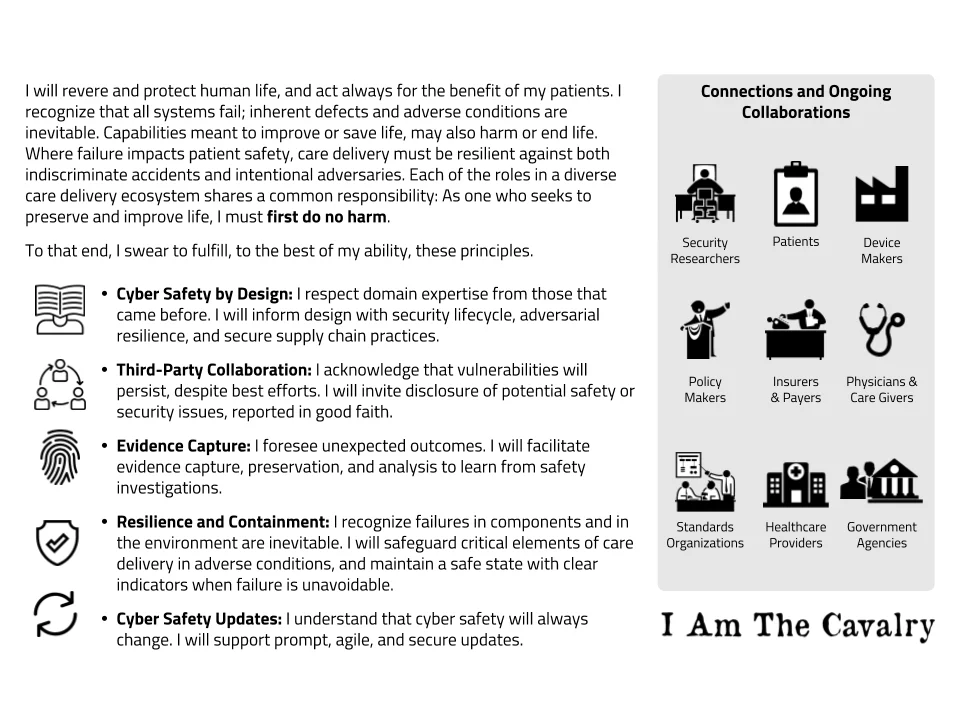 I will revere and protect human life, and act always for the benefit of my patients. I
recognize that all systems fail; inherent defects and adverse conditions are
inevitable. Capabilities meant to improve or save life, may also harm or end life.
Where failure impacts patient safety, care delivery must be resilient against both
indiscriminate accidents and intentional adversaries. Each of the roles in a diverse
care delivery ecosystem shares a common responsibility: As one who seeks to
preserve and improve life, I must first do no harm.
To that end, I swear to fulfill, to the best of my ability, these principles.
• Cyber Safety by Design: I respect domain expertise from those that
came before. I will inform design with security lifecycle, adversarial
resilience, and secure supply chain practices.
• Third-Party Collaboration: I acknowledge that vulnerabilities will
persist, despite best efforts. I will invite disclosure of potential safety or
security issues, reported in good faith.
• Evidence Capture: I foresee unexpected outcomes. I will facilitate
evidence capture, preservation, and analysis to learn from safety
investigations.
• Resilience and Containment: I recognize failures in components and in
the environment are inevitable. I will safeguard critical elements of care
delivery in adverse conditions, and maintain a safe state with clear
indicators when failure is unavoidable.
• Cyber Safety Updates: I understand that cyber safety will always
change. I will support prompt, agile, and secure updates.
Connections and Ongoing
Collaborations
Security
Researchers
Patients
Device
Makers
Policy
Makers
Insurers
& Payers
Physicians &
Care Givers
Standards
Organizations
Healthcare
Providers
Government
Agencies
I Am The Cavalry